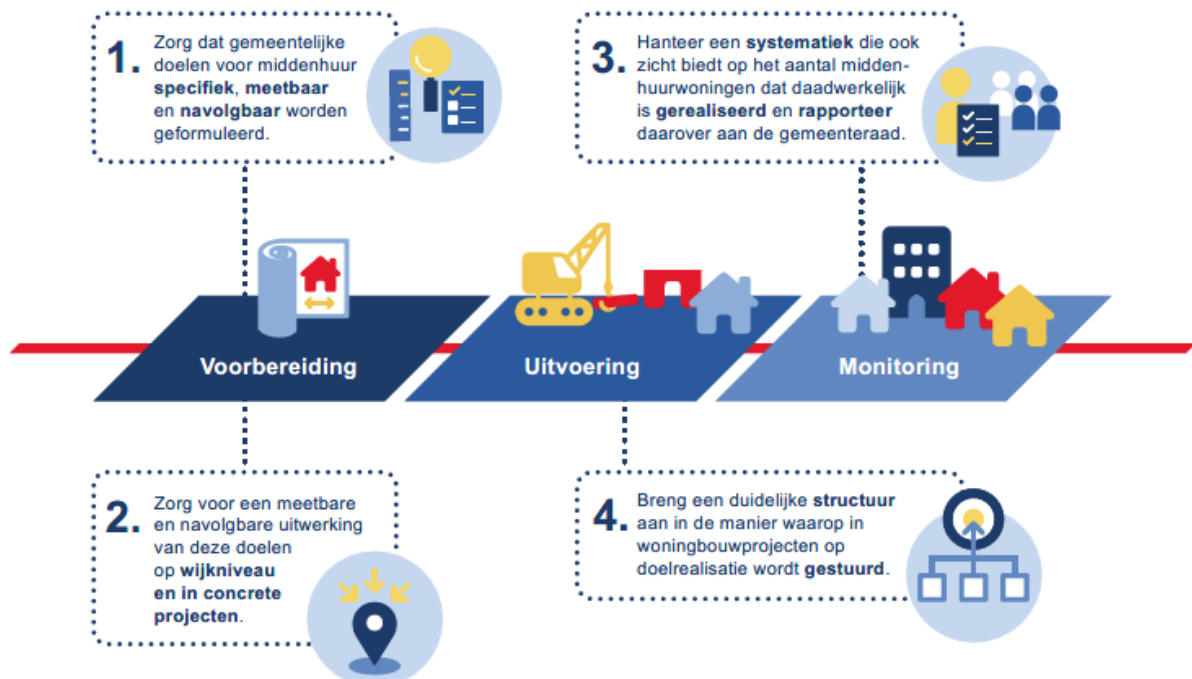 1.
Zorg dat gemeentelijke
doelen voor middenhuur
specifiek, meetbaar
en navolgbaar worden
geformuleerd.
3.
Hanteer een systematiek die ook
zicht biedt op het aantal midden-
huurwoningen dat daadwerkelijk
is gerealiseerd en rapporteer
daarover aan de gemeenteraad.
Voorbereiding
Uitvoering
Monitoring
2.
Zorg voor een meetbare
en navolgbare uitwerking
van deze doelen
op wijkniveau
en in concrete
projecten.
4.
Breng een duidelijke structuur
aan in de manier waarop in
woningbouwprojecten op
doelrealisatie wordt gestuurd.